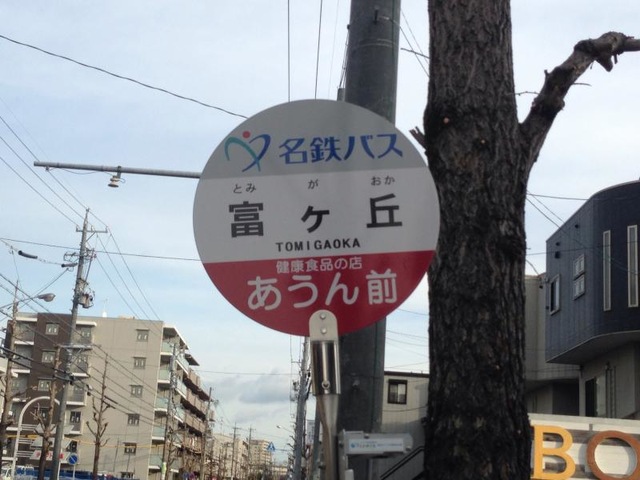 名鉄バス
とみ が おか
富ヶ丘
TOMIGAOKA
健康食品の店
あうん前
BO